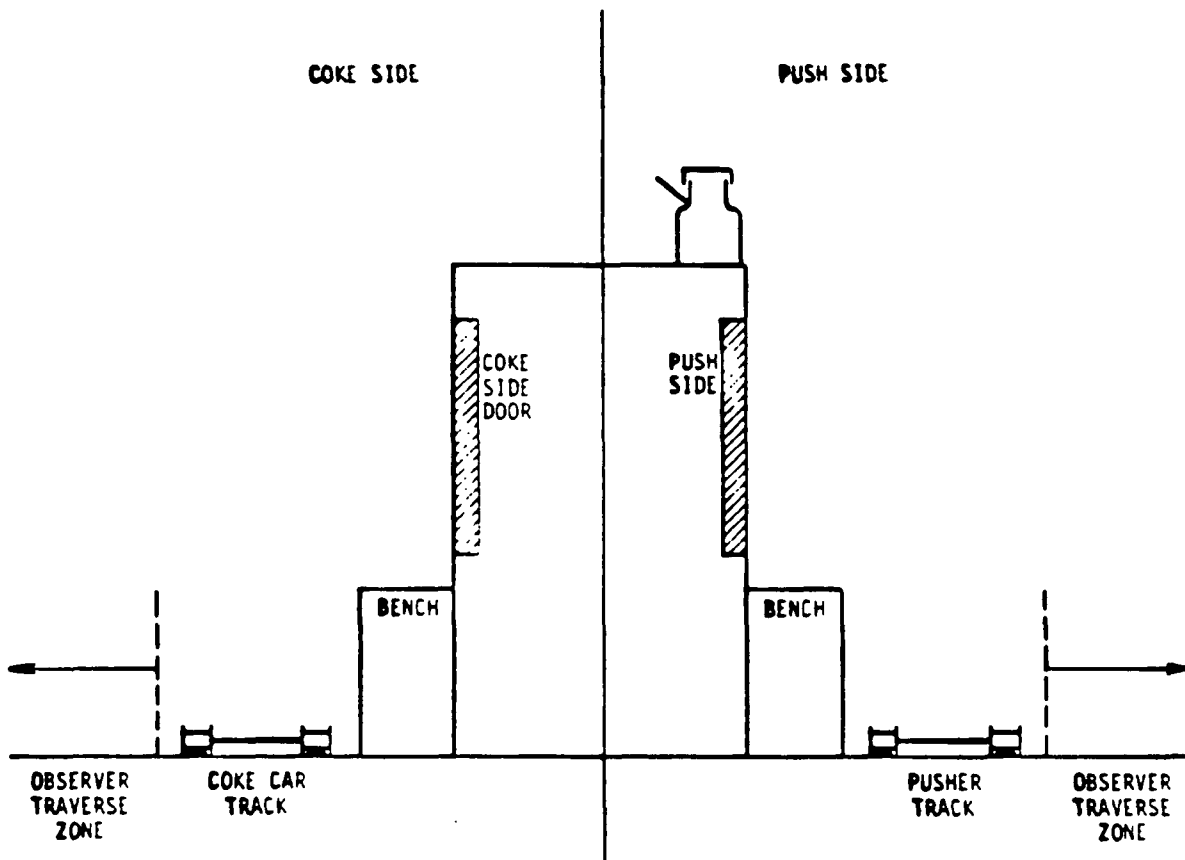 COKE SIDE
PUSH SIDE
COKE
SIDE
DOOR
PUSH
SIDE
BENCH
BENCH
OBSERVER
TRAVERSE
ZONE
COKE CAR
TRACK
PUSHER
TRACK
OBSERVER
TRAVERSE
ZONE